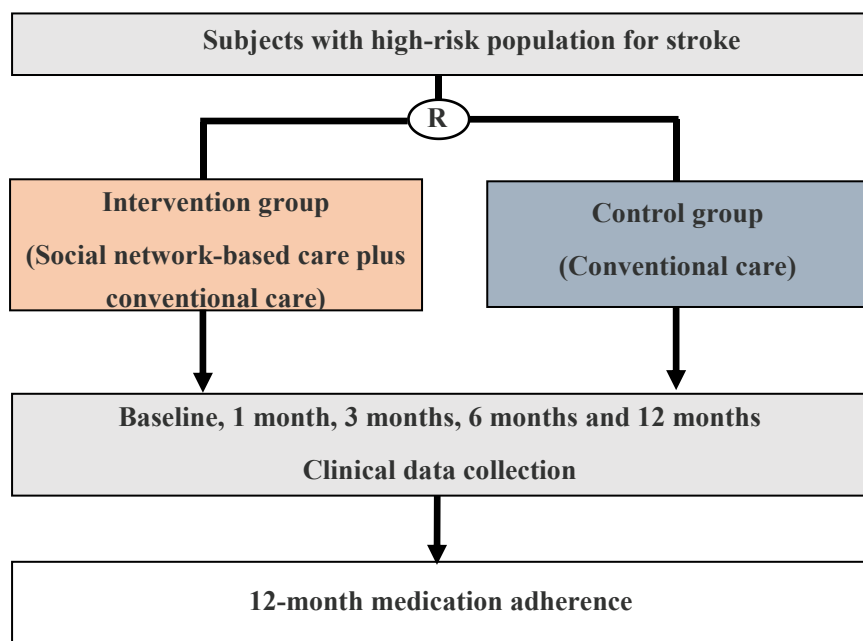 Subjects with high-risk population for stroke
R
Intervention group
(Social network-based care plus
conventional care)
Control group
(Conventional care)
Baseline, 1 month, 3 months, 6 months and 12 months
Clinical data collection
12-month medication adherence